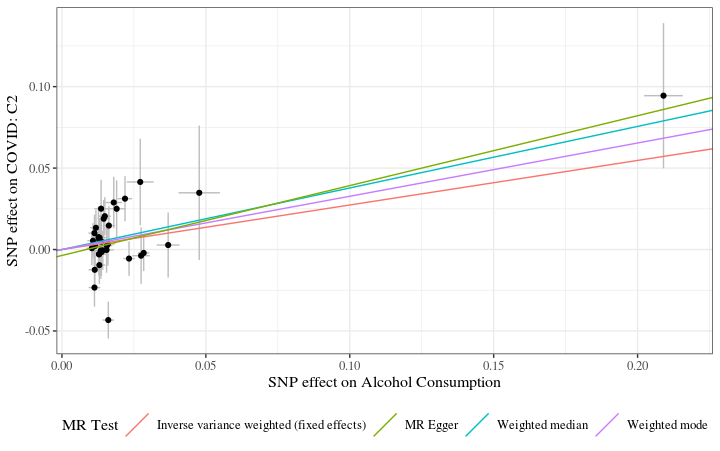 SNP effect on COVID: C2
0.10
0.05
0.00
-0.05
0.00 0.05 0.10 0.15 0.20
SNP effect on Alcohol Consumption
MR Test Inverse variance weighted (fixed effects) MR Egger Weighted median Weighted mode